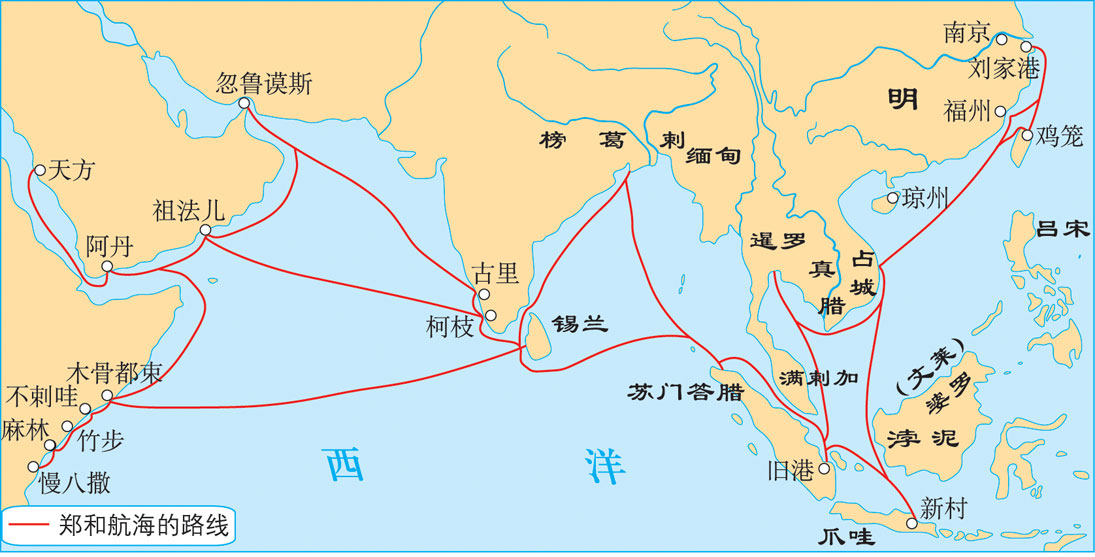 南京
刘家港
忽鲁谟斯
明
福州
鸡笼
榜葛剌
缅甸
天方
琼州
祖法儿
吕宋
阿丹
暹罗
占城
真腊
古里
柯枝
锡兰
(文莱)
婆罗
木骨都束
满剌加
苏门答腊
不剌哇
麻林
竹步
浡泥
西洋
旧港
慢八撒
新村
郑和航海的路线
爪哇